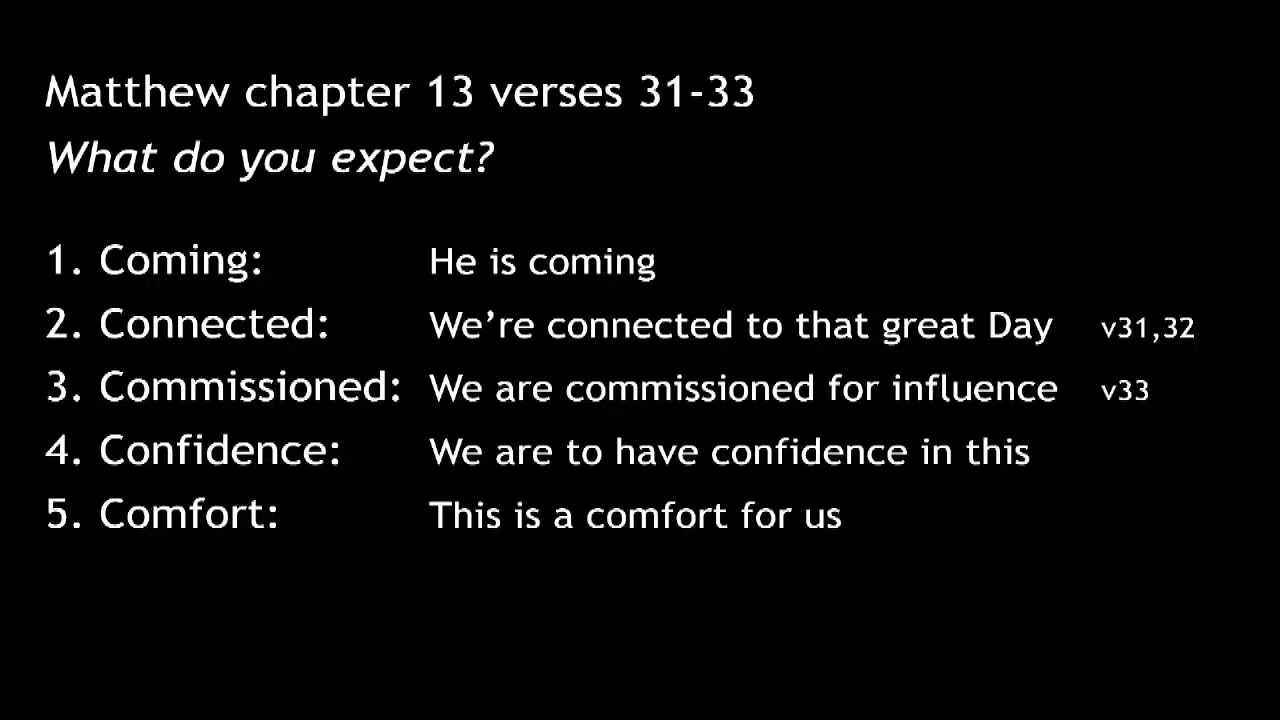 Matthew chapter 13 verses 31-33
What do you expect?
1. Coming: He is coming
2. Connected: We’re connected to that great Day v31,32
3. Commissioned: We are commissioned for influence v33
4. Confidence: We are to have confidence in this
5. Comfort: This is a comfort for us